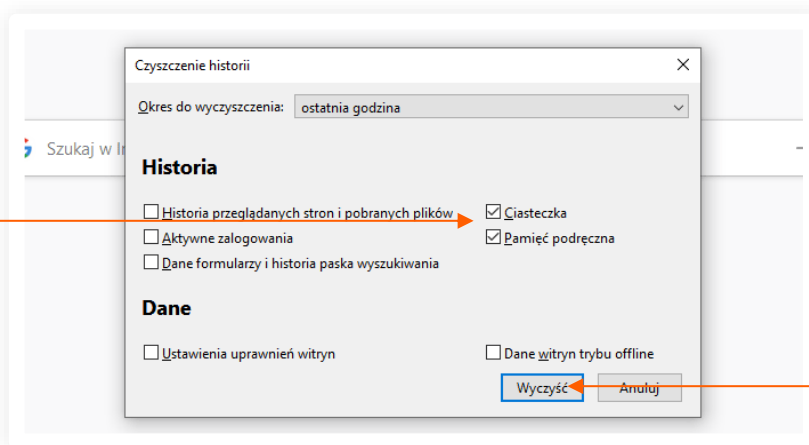 Czyszczenie historii
Okres do wyczyszczenia: ostatnia godzina
Szukaj w
Historia
Historia przeglądanych stron i pobranych plików
Ciasteczka
Aktywne zalogowania
Pamięć podręczna
Dane formularzy i historia paska wyszukiwania
Dane
Ustawienia uprawnień witryn
Dane witryn trybu offline
Wyczyść
Anuluj